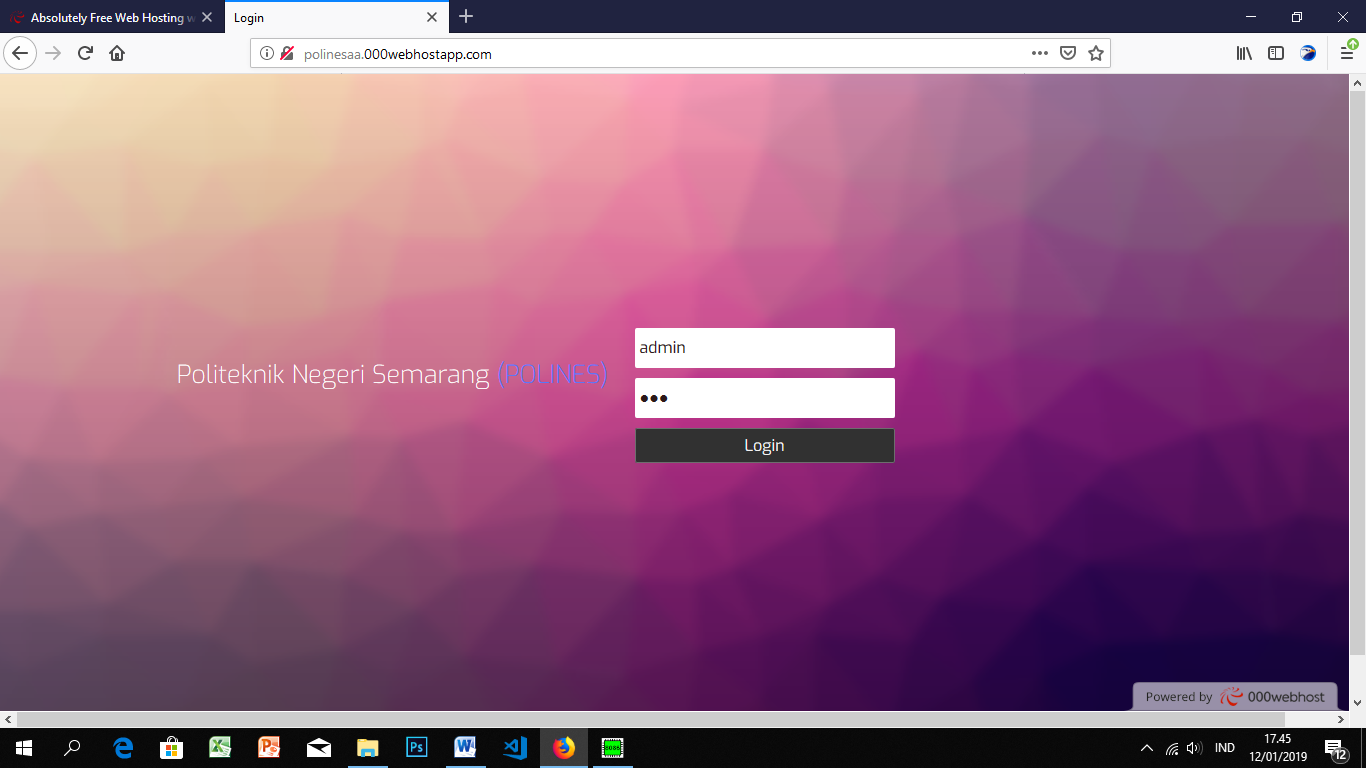 Absolutely Free Web Hosting w
Login
polinesaa.000webhostapp.com
admin
Politeknik Negeri Semarang (POLINES)
Login
Powered by 000webhost
IND
17.45
12/01/2019
12
8085